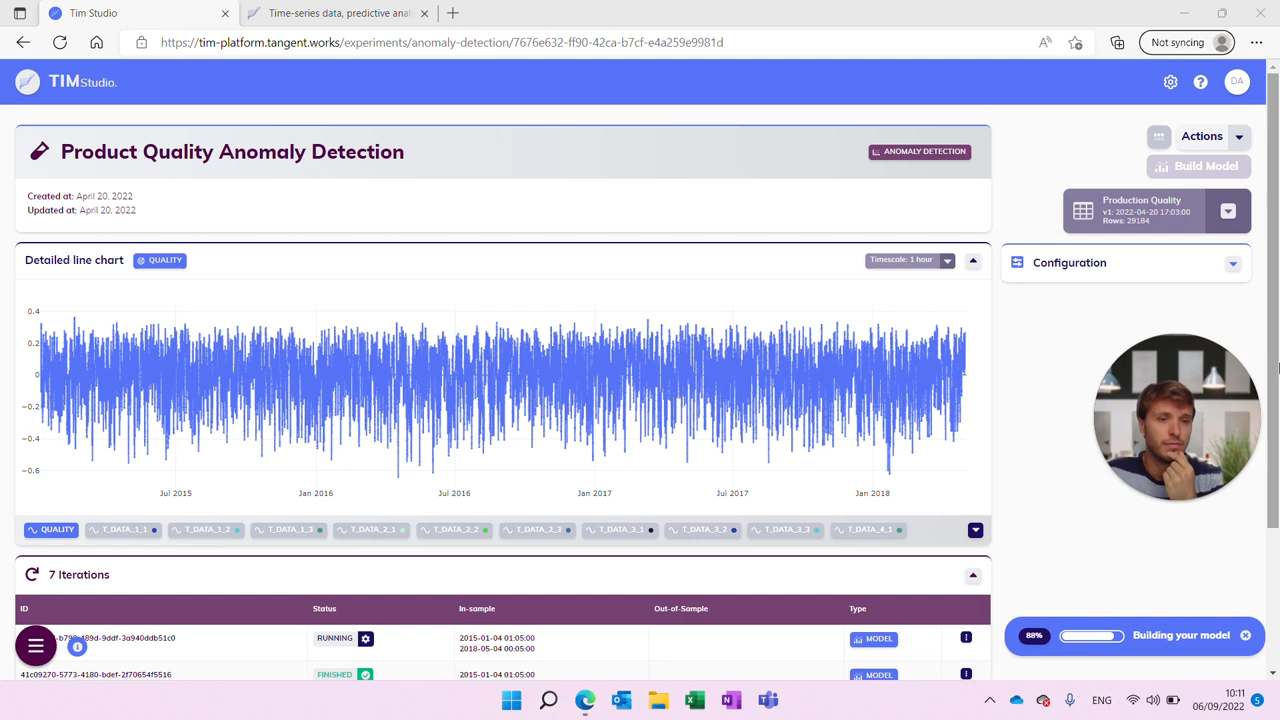 Tim Studio
Time-series data, predictive anal
https://tim-platform.tangent.works/experiments/anomaly-detection/7676e632-ff90-42ca-b7cf-e4a259e9981d
Not syncing
TIM Studio.
DA
Product Quality Anomaly Detection
ANOMALY DETECTION
Actions
Build Model
Created at: April 20, 2022
Updated at: April 20, 2022
Production Quality
v1: 2022-04-20 17:03:00
Rows: 29184
Detailed line chart
QUALITY
Timescale: 1 hour
Configuration
0.4
0.2
0
−0.2
−0.4
−0.6
Jul 2015
Jan 2016
Jul 2016
Jan 2017
Jul 2017
Jan 2018
QUALITY
T_DATA_1_1
T_DATA_1_2
T_DATA_1_3
T_DATA_2_1
T_DATA_2_2
T_DATA_2_3
T_DATA_3_1
T_DATA_3_2
T_DATA_3_3
T_DATA_4_1
7 Iterations
ID
Status
In-sample
Out-of-Sample
Type
-489d-9ddf-3a940ddb51c0
RUNNING
2015-01-04 01:05:00
2018-05-04 00:05:00
MODEL
88%
Building your model
41c09270-5773-4180-bdef-2f70654f5516
FINISHED
2015-01-04 01:05:00
MODEL
ENG
10:11
06/09/2022
5